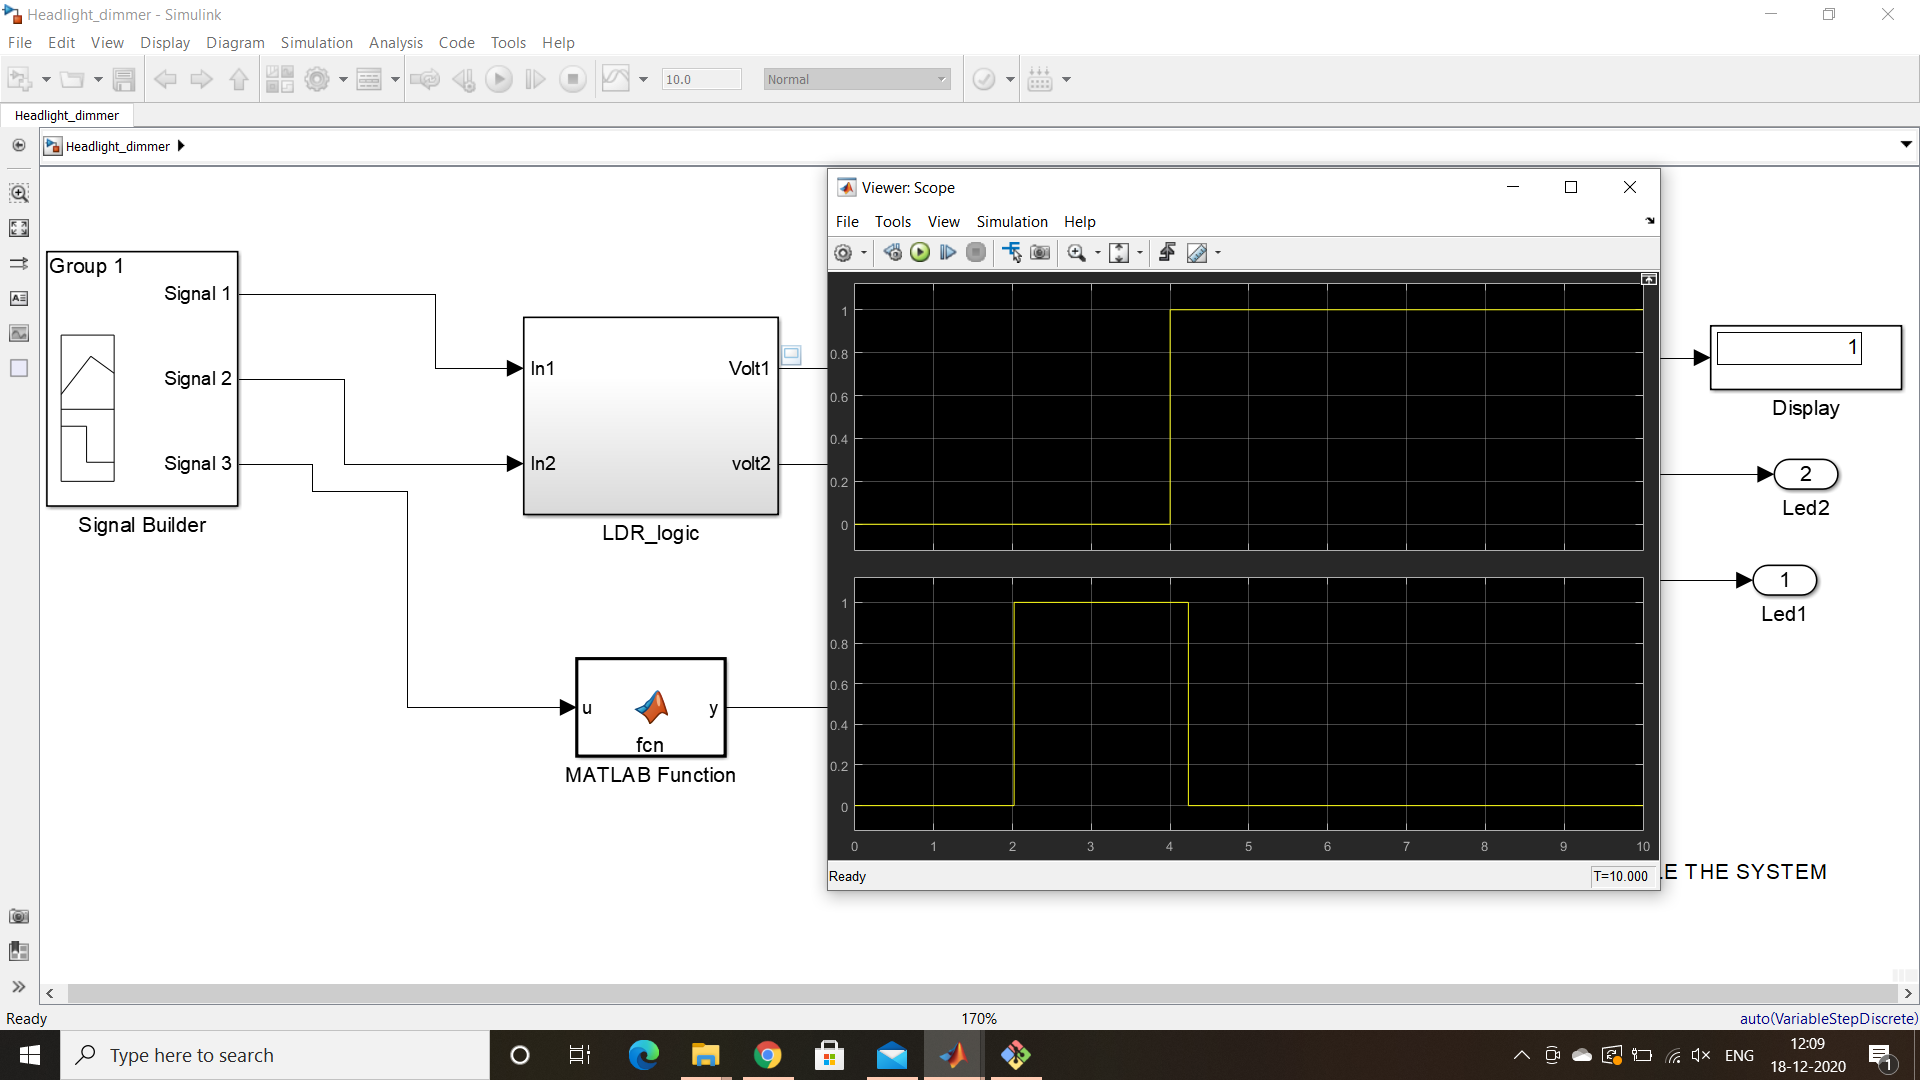 Headlight_dimmer - Simulink
File Edit View Display Diagram Simulation Analysis Code Tools Help
10.0 Normal
Headlight_dimmer
Headlight_dimmer
Viewer: Scope
File Tools View Simulation Help
Group 1
Signal 1
Signal 2
Signal 3
Signal Builder
In1
In2
Volt1
volt2
LDR_logic
u
y
fcn
MATLAB Function
1
0.8
0.6
0.4
0.2
0
1
0.8
0.6
0.4
0.2
0
0 1 2 3 4 5 6 7 8 9 10
Ready
T=10.000
1
Display
2
Led2
1
Led1
E THE SYSTEM
Ready
170%
auto(VariableStepDiscrete)
Type here to search
ENG
12:09
18-12-2020
1